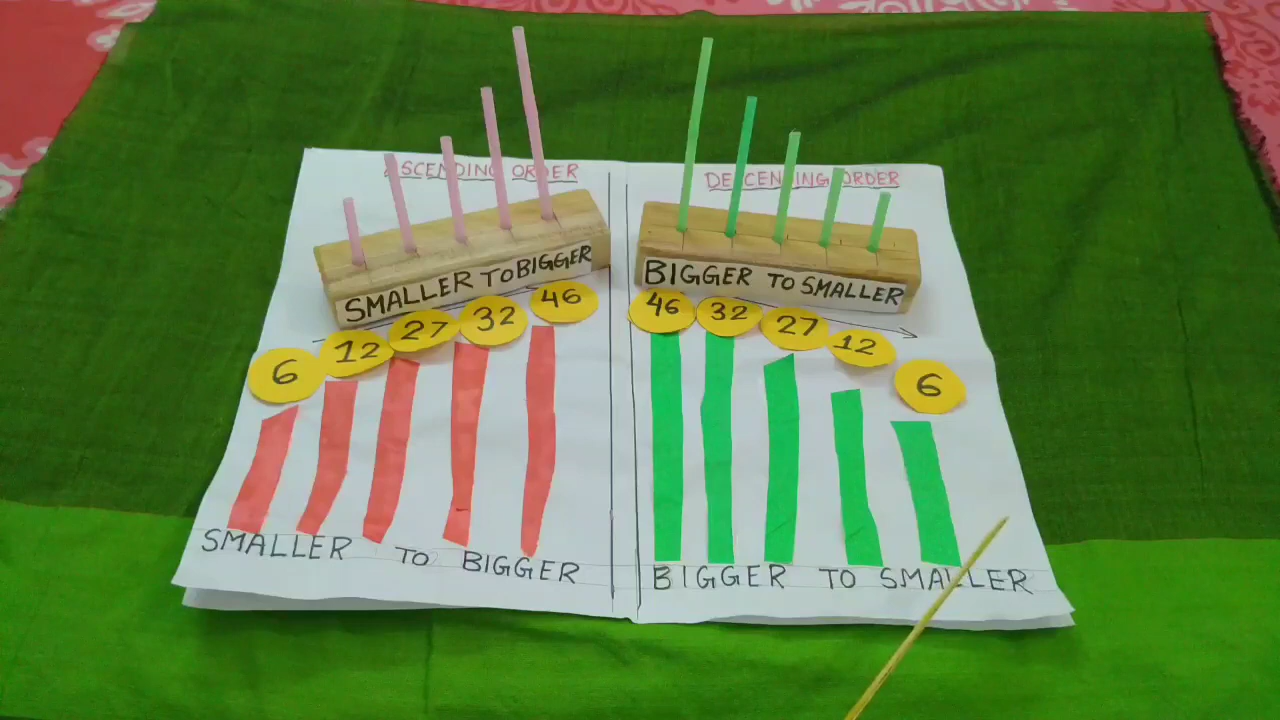 ASCENDING ORDER
SMALLER TO BIGGER
6 12 27 32 46
SMALLER TO BIGGER
DESCENDING ORDER
BIGGER TO SMALLER
46 32 27 12 6
BIGGER TO SMALLER